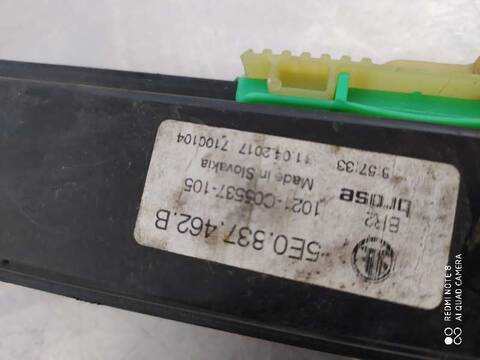 5E0.837.462.B
BIR2 1021-C05537-105
brose Made in Slovakia
9:57:33 11.04.2017 7100104
REDMI NOTE 8
AI QUAD CAMERA